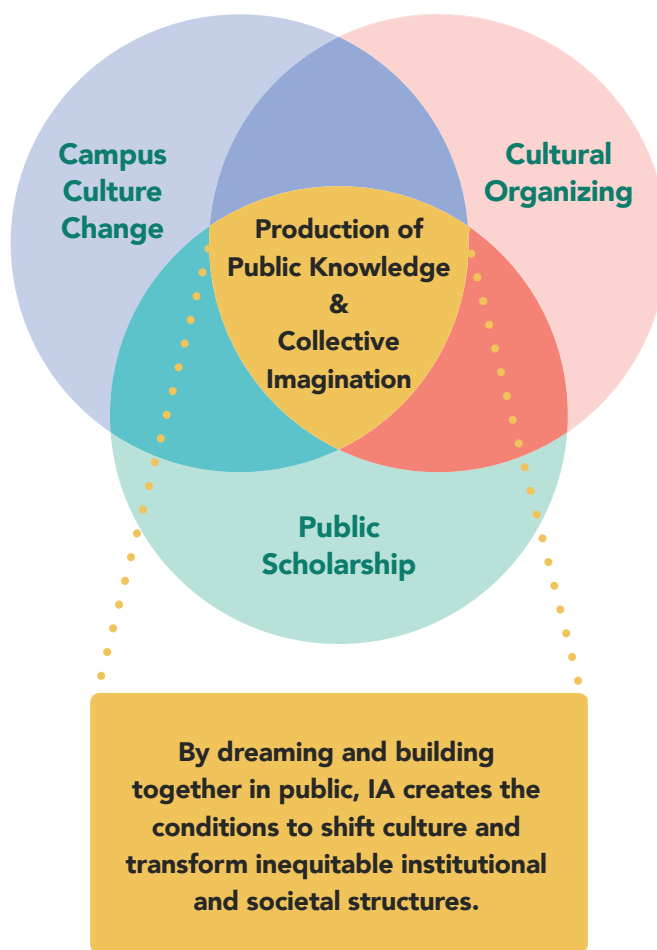 Campus
Culture
Change
Cultural
Organizing
Production of
Public Knowledge
&
Collective
Imagination
Public
Scholarship
By dreaming and building
together in public, IA creates the
conditions to shift culture and
transform inequitable institutional
and societal structures.